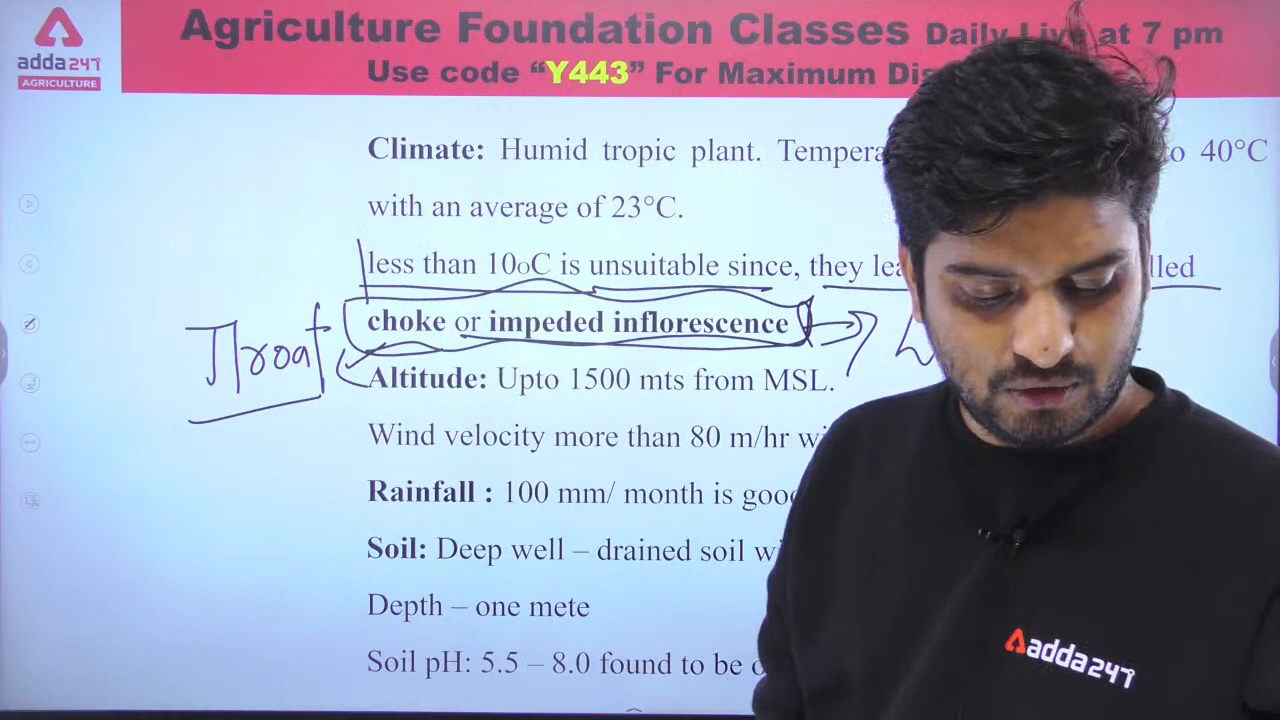 Agriculture Foundation Classes Daily Live at 7 pm
adda247
AGRICULTURE
Use code “Y443” For Maximum
Climate: Humid tropic plant. 40°C
with an average of 23°C.
less than 10oC is unsuitable since, they
choke or impeded inflorescence
Altitude: Upto 1500 mts from MSL.
Wind velocity more than 80 m/hr
Rainfall : 100 mm/ month is good
Soil: Deep well – drained soil
Depth – one mete
Soil pH: 5.5 – 8.0 found to be
adda247